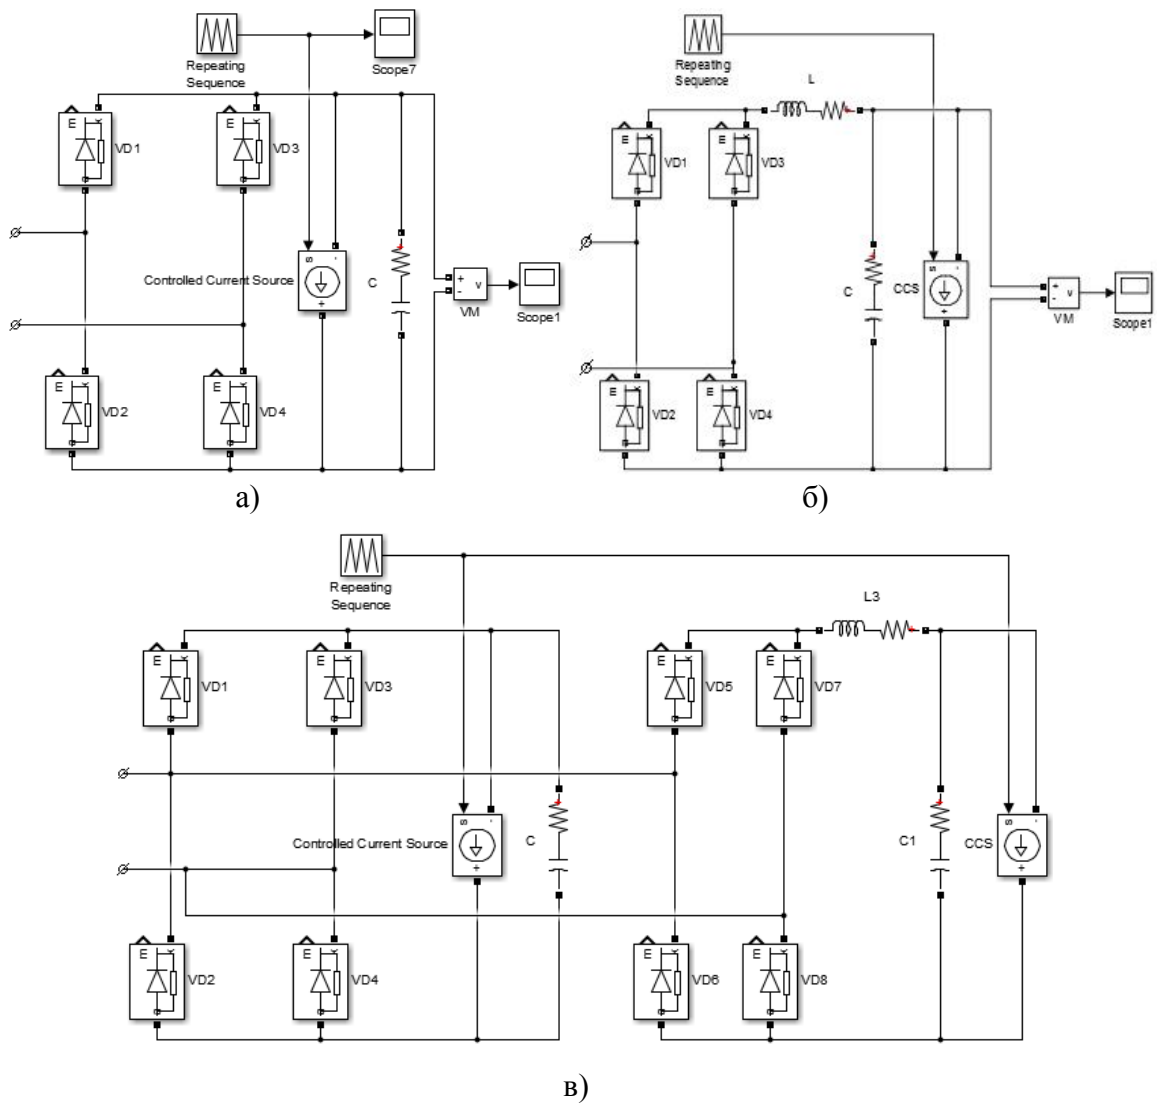 Repeating
Sequence
Scope7
m
VD1
m
VD3
s
-
Controlled Current Source
+
C
+
-
v
VM
Scope1
m
VD2
m
VD4
а)
Repeating
Sequence
L
m
VD1
m
VD3
C
s
-
CCS
+
+
-
v
VM
Scope1
m
VD2
m
VD4
б)
Repeating
Sequence
L3
m
VD1
m
VD3
m
VD5
m
VD7
s
-
Controlled Current Source
+
C
C1
s
-
CCS
+
m
VD2
m
VD4
m
VD6
m
VD8
в)